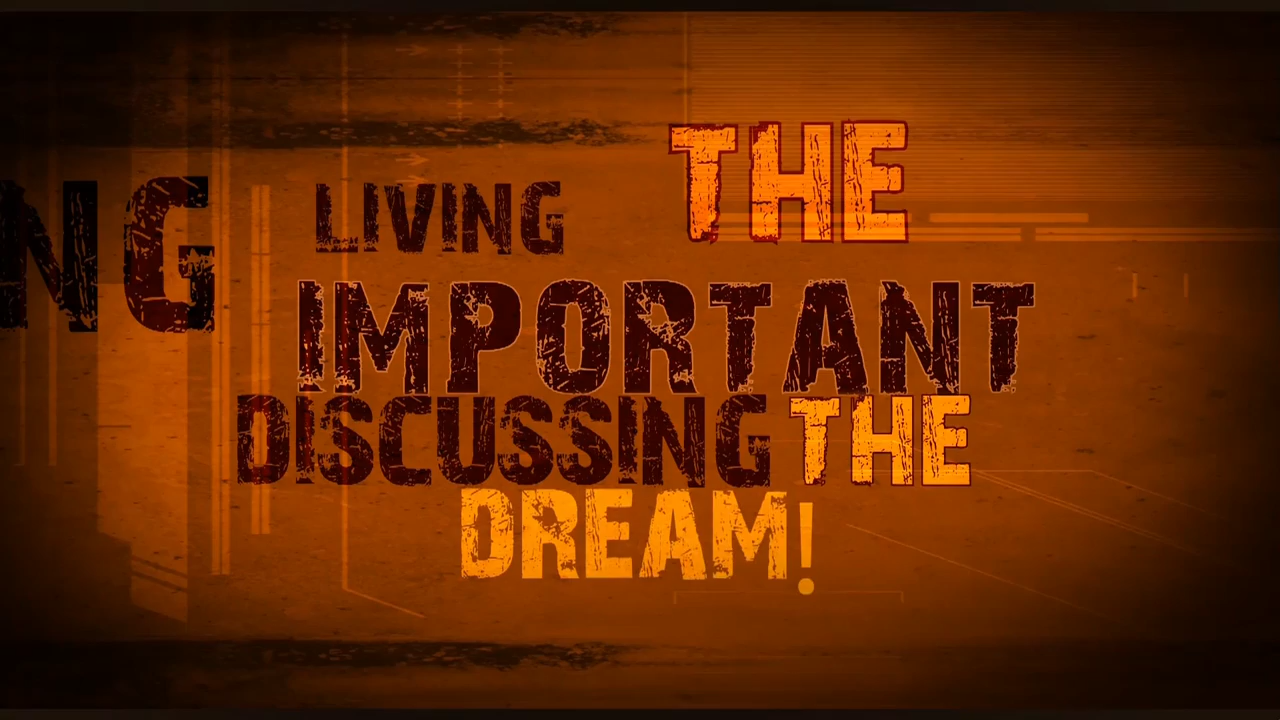 NG LIVING THE
IMPORTANT
DISCUSSING THE
DREAM!